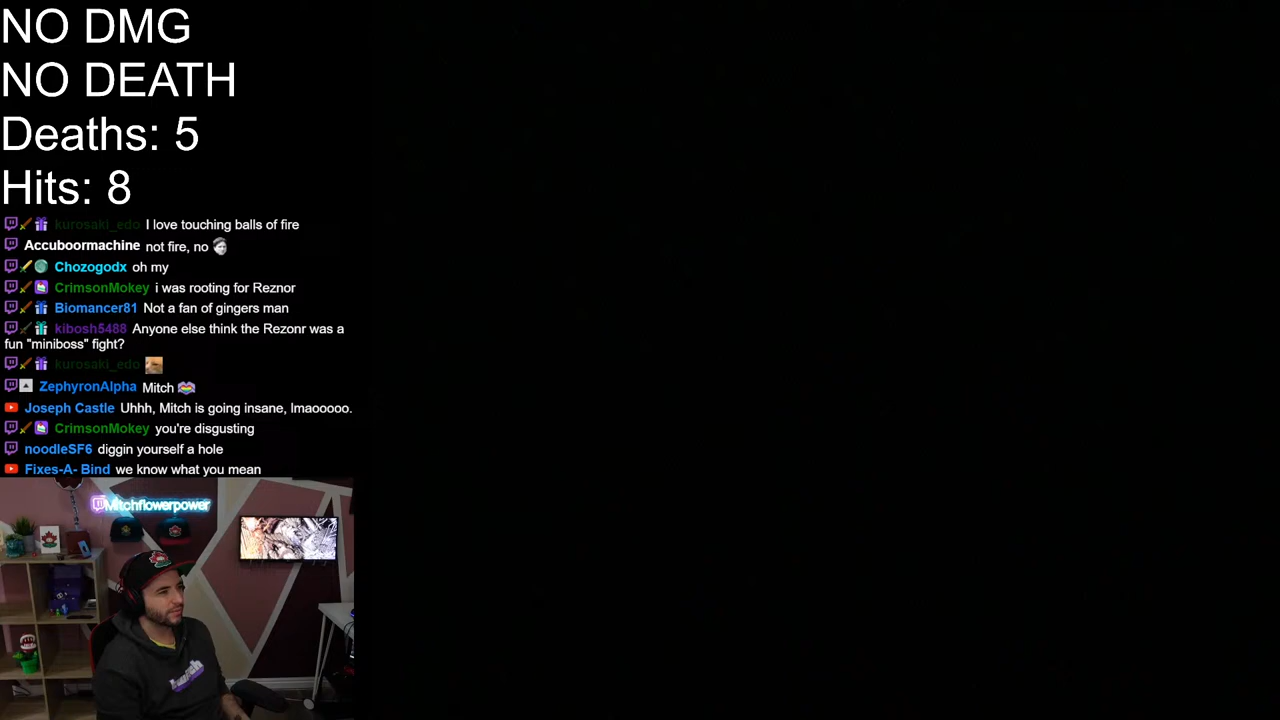 NO DMG
NO DEATH
Deaths: 5
Hits: 8
kurosaki_edo I love touching balls of fire
Accuboormachine not fire, no
Chozogodx oh my
CrimsonMokey i was rooting for Reznor
Biomancer81 Not a fan of gingers man
kibosh5488 Anyone else think the Rezonr was a
fun "miniboss" fight?
kurosaki_edo
ZephyronAlpha Mitch
Joseph Castle Uhhh, Mitch is going insane, lmaooooo.
CrimsonMokey you're disgusting
noodleSF6 diggin yourself a hole
Fixes-A- Bind we know what you mean
Mitchflowerpower